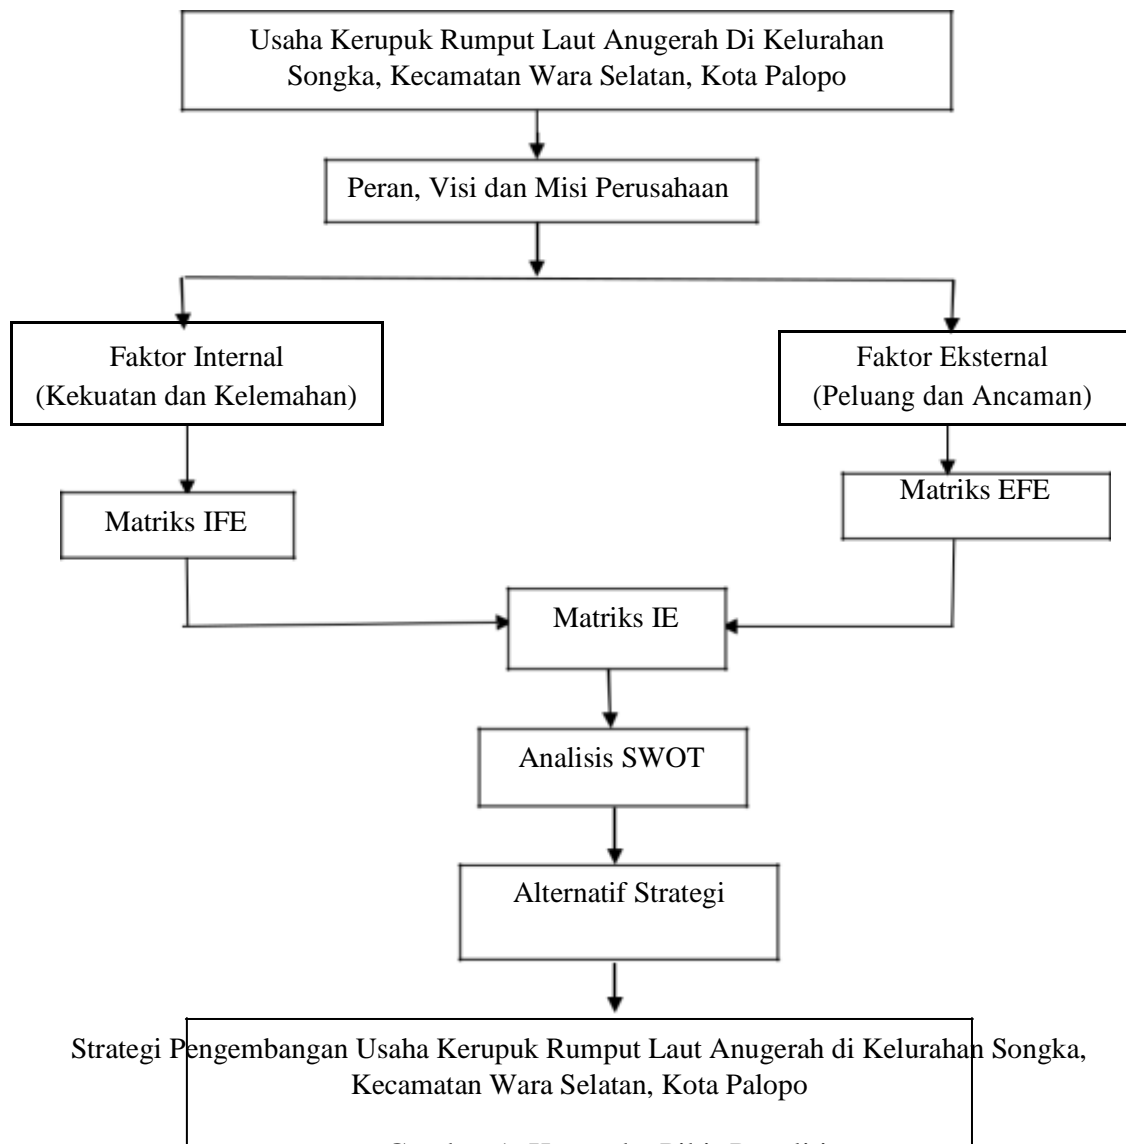 Usaha Kerupuk Rumput Laut Anugerah Di Kelurahan
Songka, Kecamatan Wara Selatan, Kota Palopo
Peran, Visi dan Misi Perusahaan
Faktor Internal
(Kekuatan dan Kelemahan)
Faktor Eksternal
(Peluang dan Ancaman)
Matriks IFE
Matriks EFE
Matriks IE
Analisis SWOT
Alternatif Strategi
Strategi Pengembangan Usaha Kerupuk Rumput Laut Anugerah di Kelurahan Songka,
Kecamatan Wara Selatan, Kota Palopo